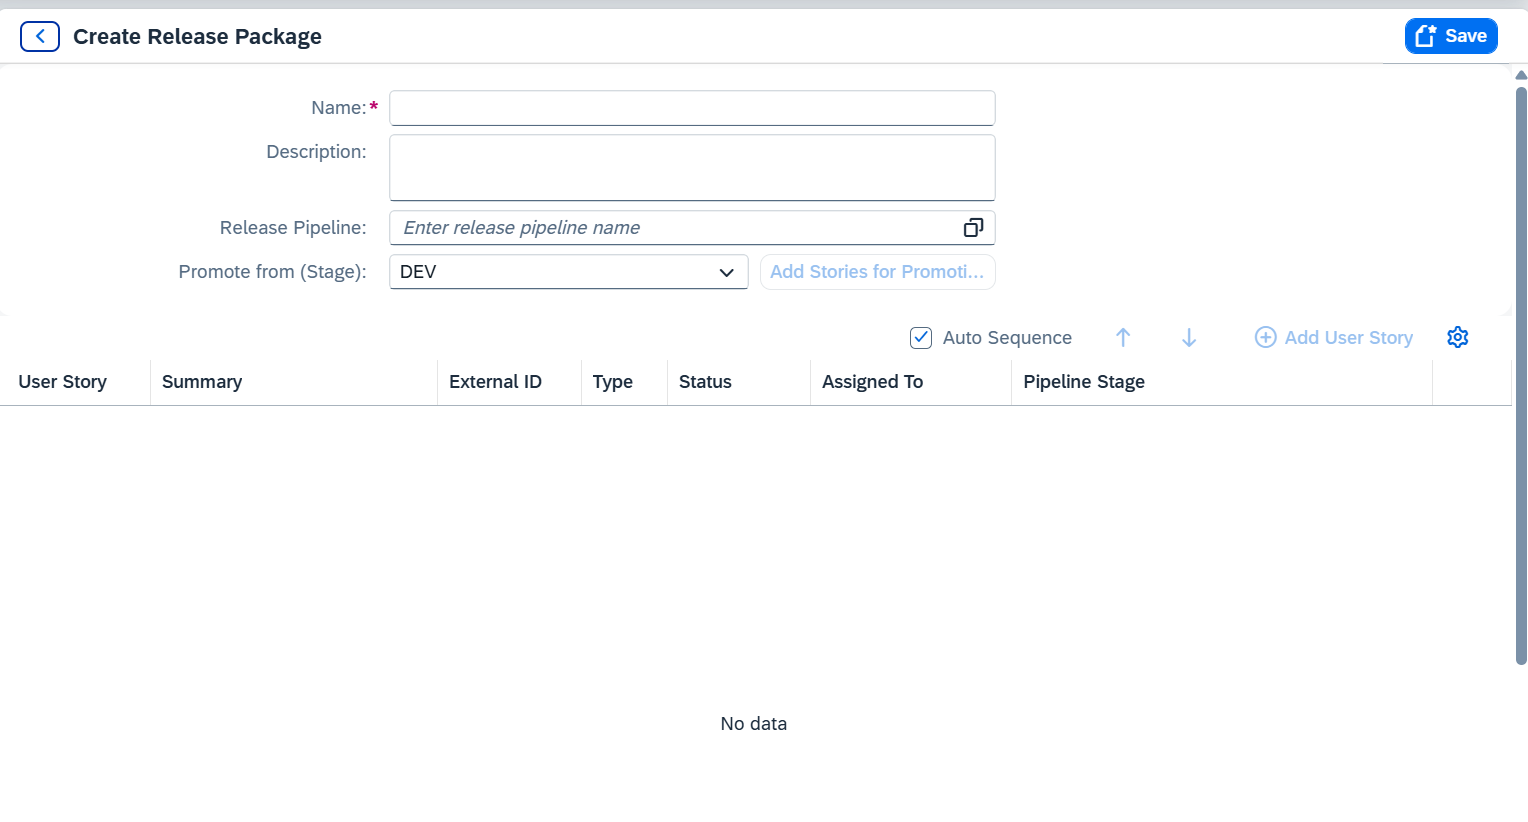 Create Release Package
Save
Name:*
Description:
Release Pipeline: Enter release pipeline name
Promote from (Stage): DEV Add Stories for Promoti...
Auto Sequence Add User Story
User Story Summary External ID Type Status Assigned To Pipeline Stage
No data